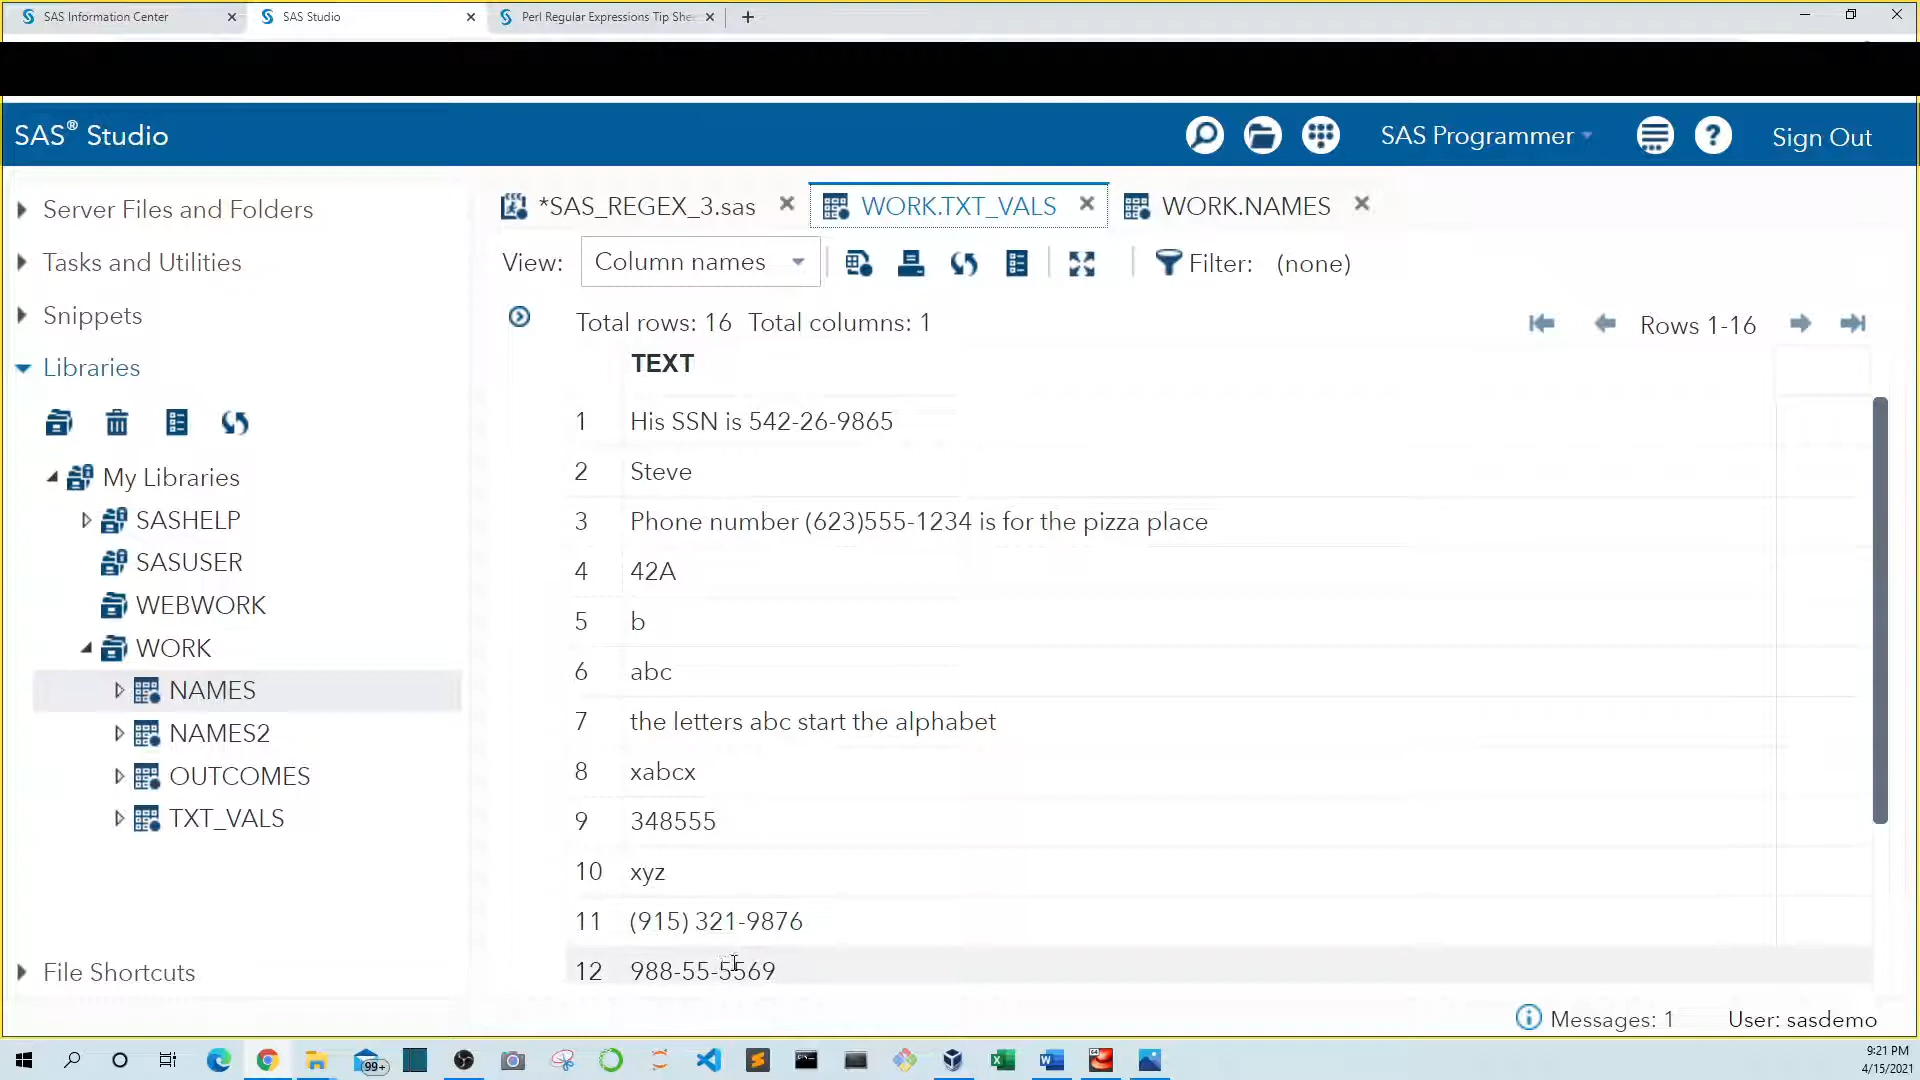 SAS Information Center
SAS Studio
Perl Regular Expressions Tip She
SAS® Studio
SAS Programmer
Sign Out
Server Files and Folders
Tasks and Utilities
Snippets
Libraries
My Libraries
SASHELP
SASUSER
WEBWORK
WORK
NAMES
NAMES2
OUTCOMES
TXT_VALS
File Shortcuts
*SAS_REGEX_3.sas
WORK.TXT_VALS
WORK.NAMES
View: Column names
Filter: (none)
Total rows: 16 Total columns: 1
Rows 1-16
TEXT
1 His SSN is 542-26-9865
2 Steve
3 Phone number (623)555-1234 is for the pizza place
4 42A
5 b
6 abc
7 the letters abc start the alphabet
8 xabcx
9 348555
10 xyz
11 (915) 321-9876
12 988-55-5569
Messages: 1
User: sasdemo
99+
9:21 PM
4/15/2021